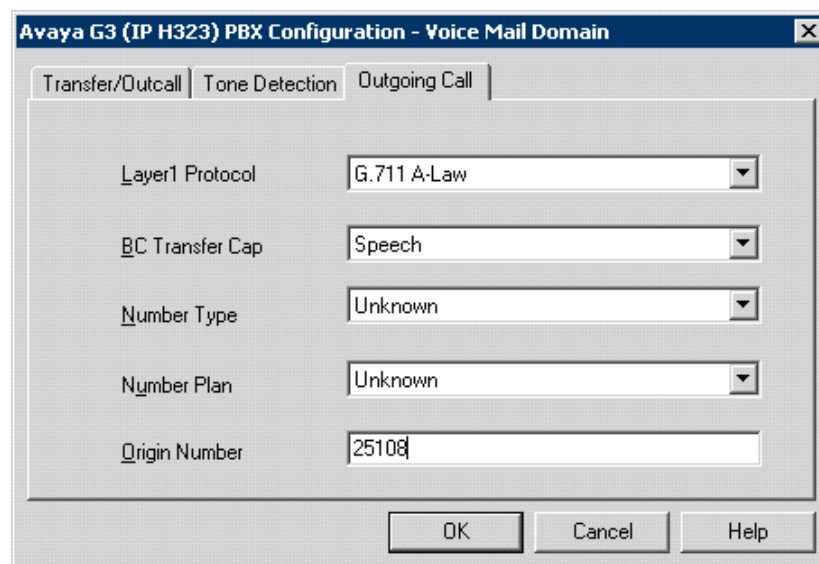 Avaya G3 (IP H323) PBX Configuration - Voice Mail Domain
Transfer/Outcall Tone Detection Outgoing Call
Layer1 Protocol G.711 A-Law
BC Transfer Cap Speech
Number Type Unknown
Number Plan Unknown
Origin Number 25108
OK Cancel Help